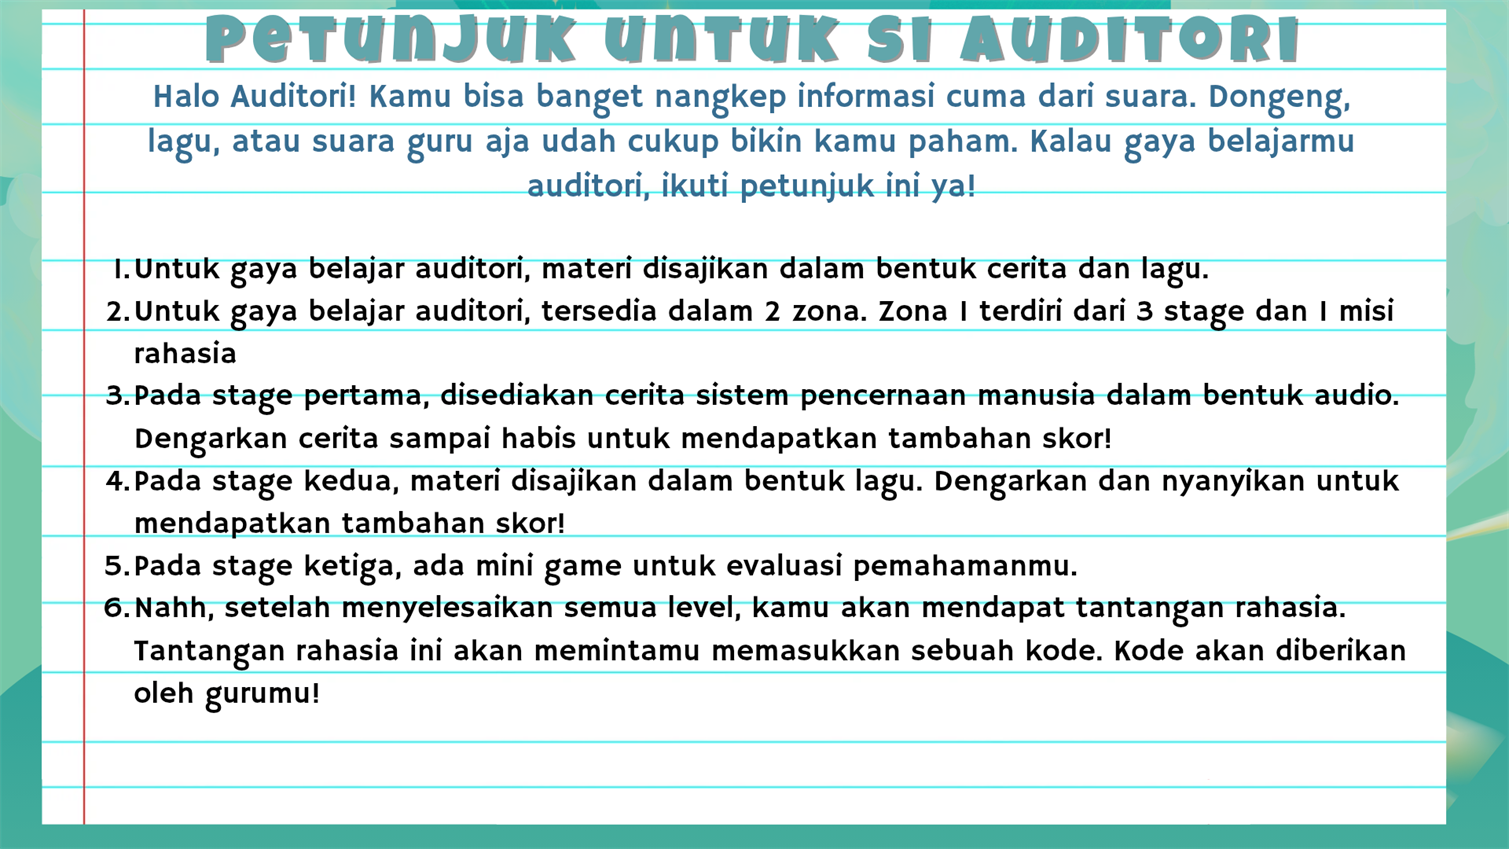 PETUNJUK UNTUK SI AUDITORI
Halo Auditori! Kamu bisa banget nangkep informasi cuma dari suara. Dongeng,
lagu, atau suara guru aja udah cukup bikin kamu paham. Kalau gaya belajarmu
auditori, ikuti petunjuk ini ya!
1. Untuk gaya belajar auditori, materi disajikan dalam bentuk cerita dan lagu.
2. Untuk gaya belajar auditori, tersedia dalam 2 zona. Zona 1 terdiri dari 3 stage dan 1 misi
rahasia
3. Pada stage pertama, disediakan cerita sistem pencernaan manusia dalam bentuk audio.
Dengarkan cerita sampai habis untuk mendapatkan tambahan skor!
4. Pada stage kedua, materi disajikan dalam bentuk lagu. Dengarkan dan nyanyikan untuk
mendapatkan tambahan skor!
5. Pada stage ketiga, ada mini game untuk evaluasi pemahamanmu.
6. Nahh, setelah menyelesaikan semua level, kamu akan mendapat tantangan rahasia.
Tantangan rahasia ini akan memintamu memasukkan sebuah kode. Kode akan diberikan
oleh gurumu!